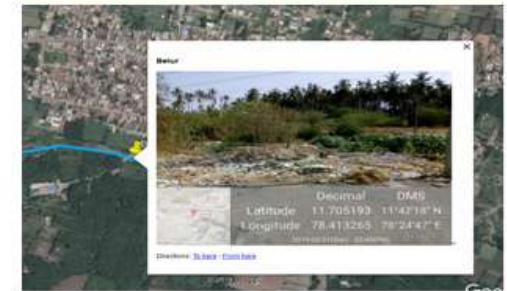 ×
Belur
Decimal DMS
Latitude 11.705193 11°42'18" N
Longitude 78.413265 78°24'47" E
Directions: To here - From here
Goo